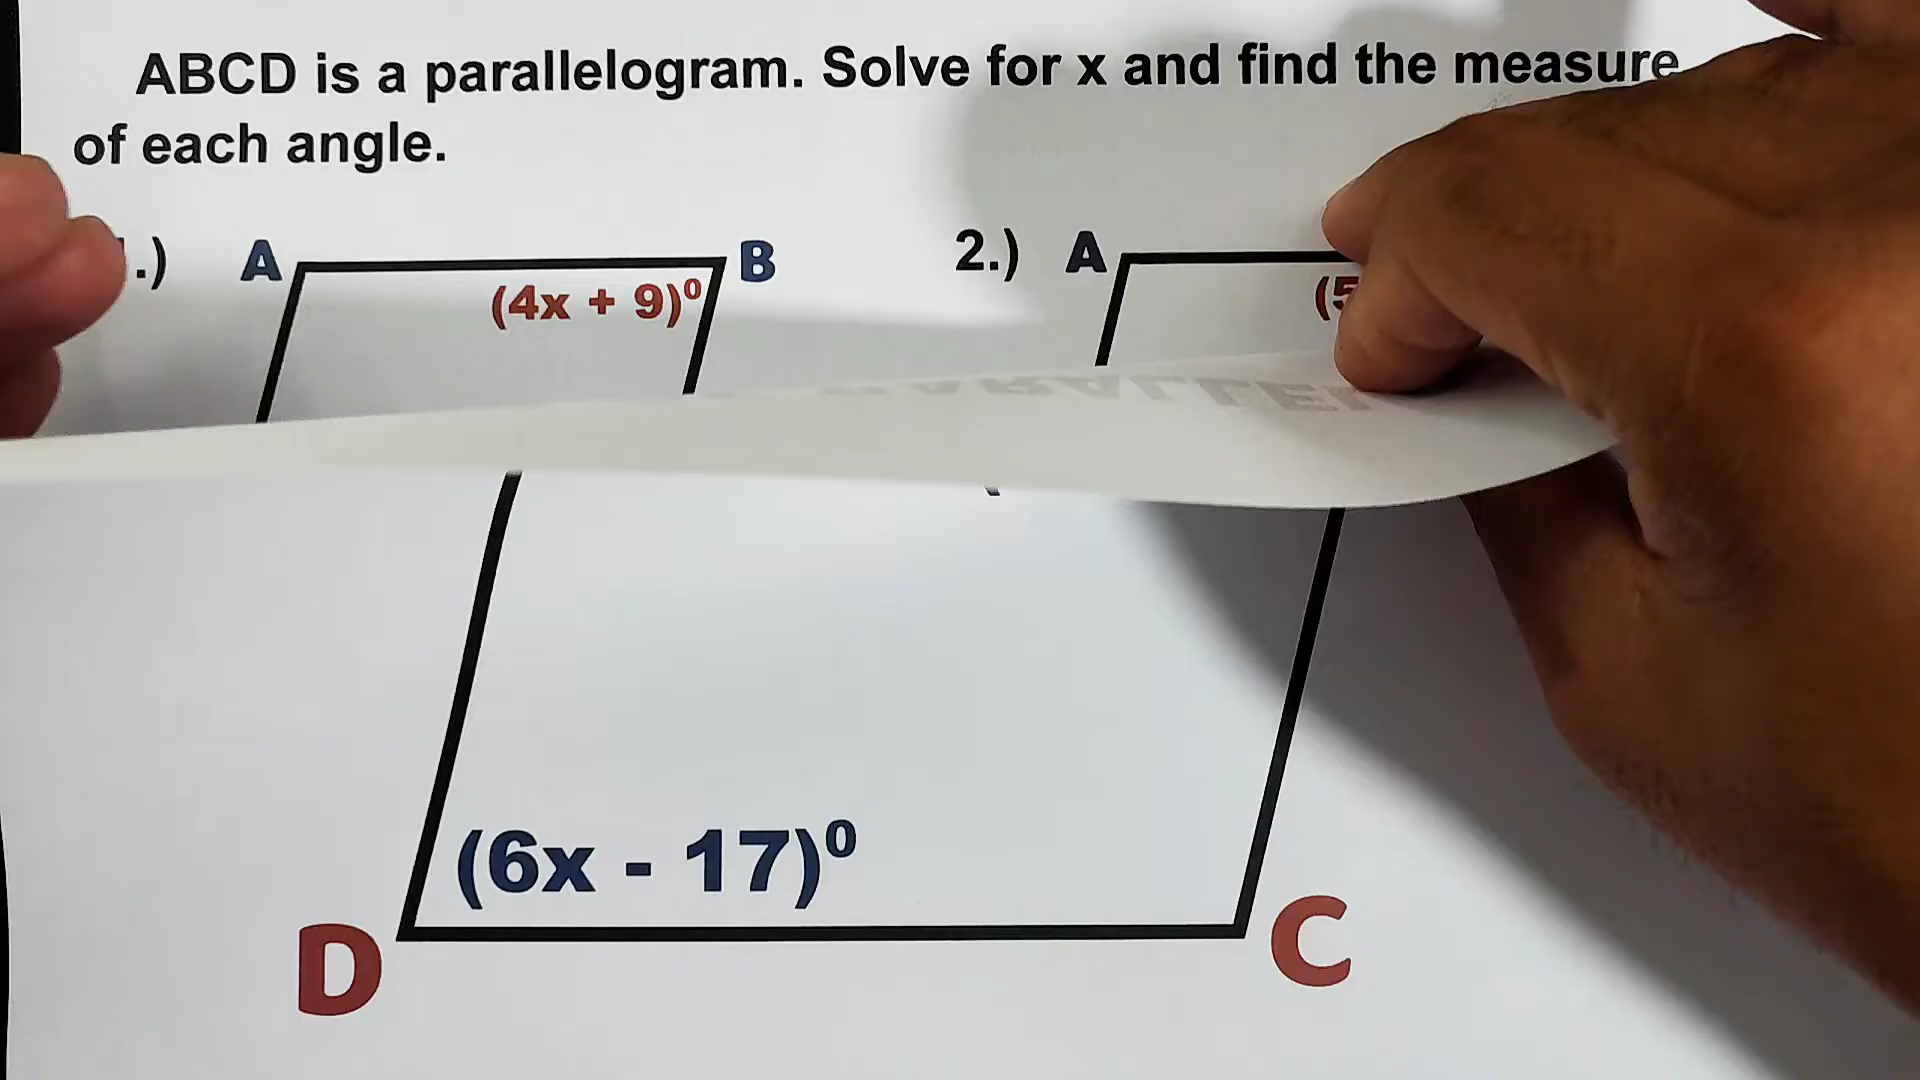 ABCD is a parallelogram. Solve for x and find the measure
of each angle.
.) A B 2.) A
(4x + 9)⁰ (5
(6x - 17)⁰
D C